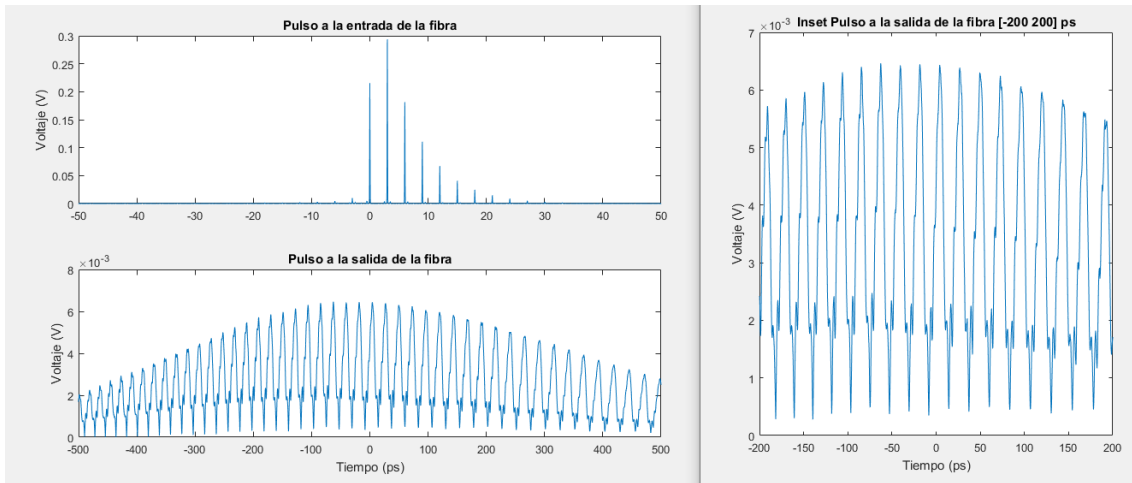 Pulso a la entrada de la fibra
0.3
0.25
0.2
0.15
0.1
0.05
0
Voltaje (V)
-50 -40 -30 -20 -10 0 10 20 30 40 50
Pulso a la salida de la fibra
×10⁻³
8
6
4
2
0
Voltaje (V)
-500 -400 -300 -200 -100 0 100 200 300 400 500
Tiempo (ps)
Inset Pulso a la salida de la fibra [-200 200] ps
×10⁻³
7
6
5
4
3
2
1
0
Voltaje (V)
-200 -150 -100 -50 0 50 100 150 200
Tiempo (ps)